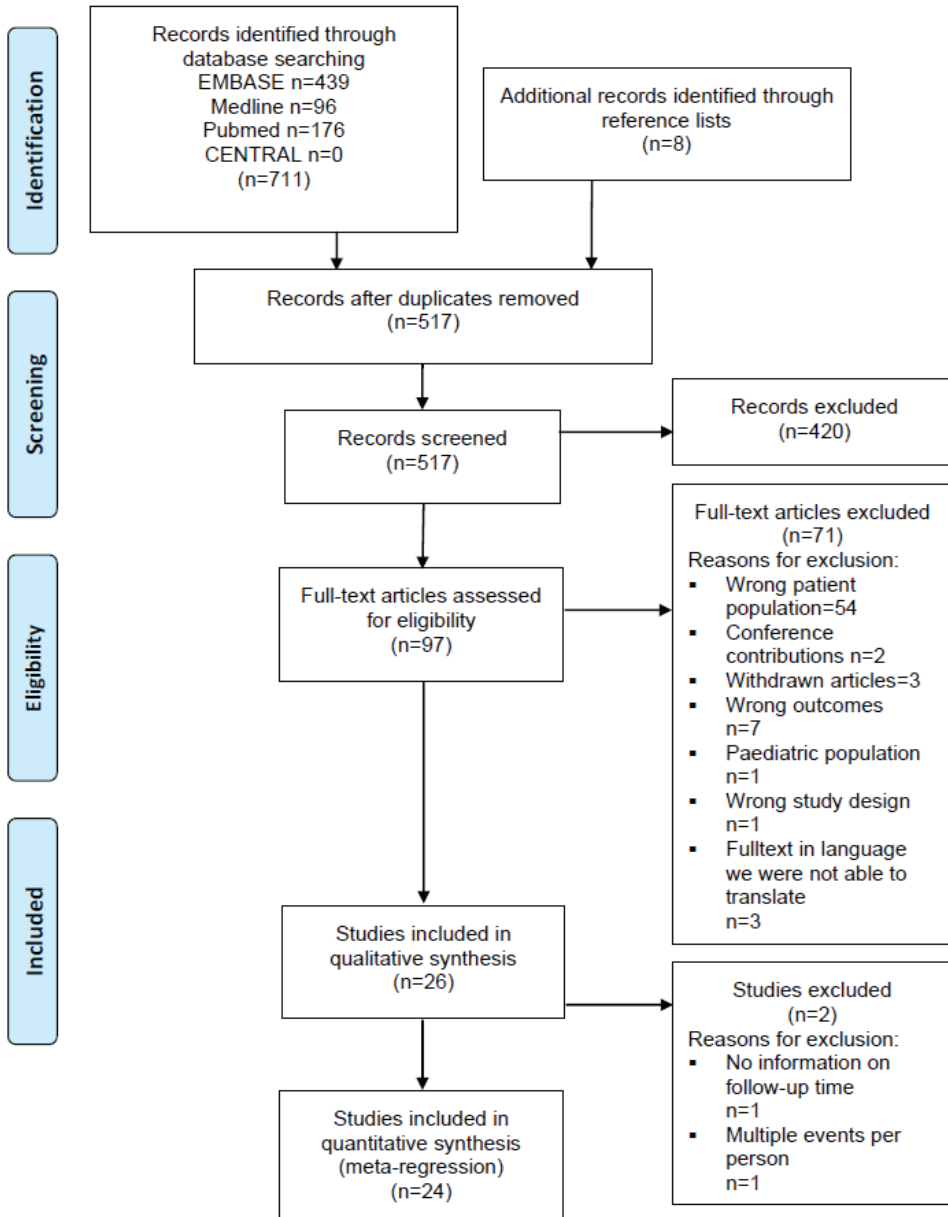 Identification
Records identified through
database searching
EMBASE n=439
Medline n=96
Pubmed n=176
CENTRAL n=0
(n=711)
Additional records identified through
reference lists
(n=8)
Screening
Records after duplicates removed
(n=517)
Records screened
(n=517)
Records excluded
(n=420)
Eligibility
Full-text articles assessed
for eligibility
(n=97)
Full-text articles excluded
(n=71)
Reasons for exclusion:
▪ Wrong patient
population=54
▪ Conference
contributions n=2
▪ Withdrawn articles=3
▪ Wrong outcomes
n=7
▪ Paediatric population
n=1
▪ Wrong study design
n=1
▪ Fulltext in language
we were not able to
translate
n=3
Included
Studies included in
qualitative synthesis
(n=26)
Studies excluded
(n=2)
Reasons for exclusion:
▪ No information on
follow-up time
n=1
▪ Multiple events per
person
n=1
Studies included in
quantitative synthesis
(meta-regression)
(n=24)